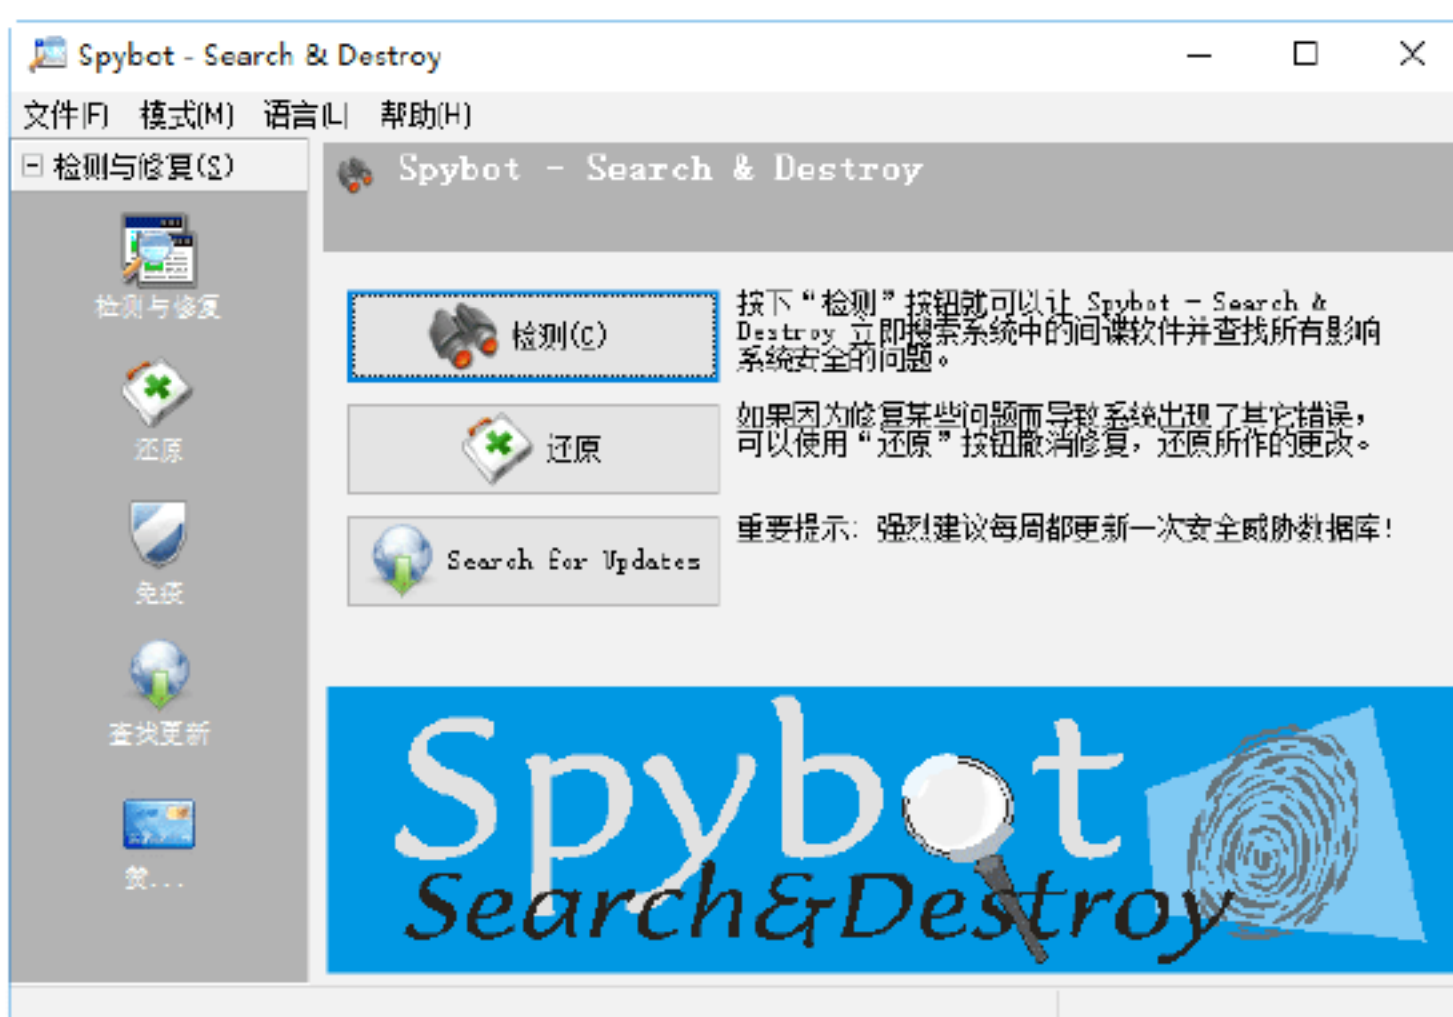 Spybot - Search & Destroy
文件(F) 模式(M) 语言(L) 帮助(H)
检测与修复(S)
Spybot - Search & Destroy
检测与修复
还原
免疫
查找更新
赞...
检测(C)
按下“检测”按钮就可以让 Spybot - Search &
Destroy 立即搜索系统中的间谍软件并查找所有影响
系统安全的问题。
还原
如果因为修复某些问题而导致系统出现了其它错误，
可以使用“还原”按钮撤消修复，还原所作的更改。
Search for Updates
重要提示：强烈建议每周都更新一次安全威胁数据库！
Spybot
Search&Destroy